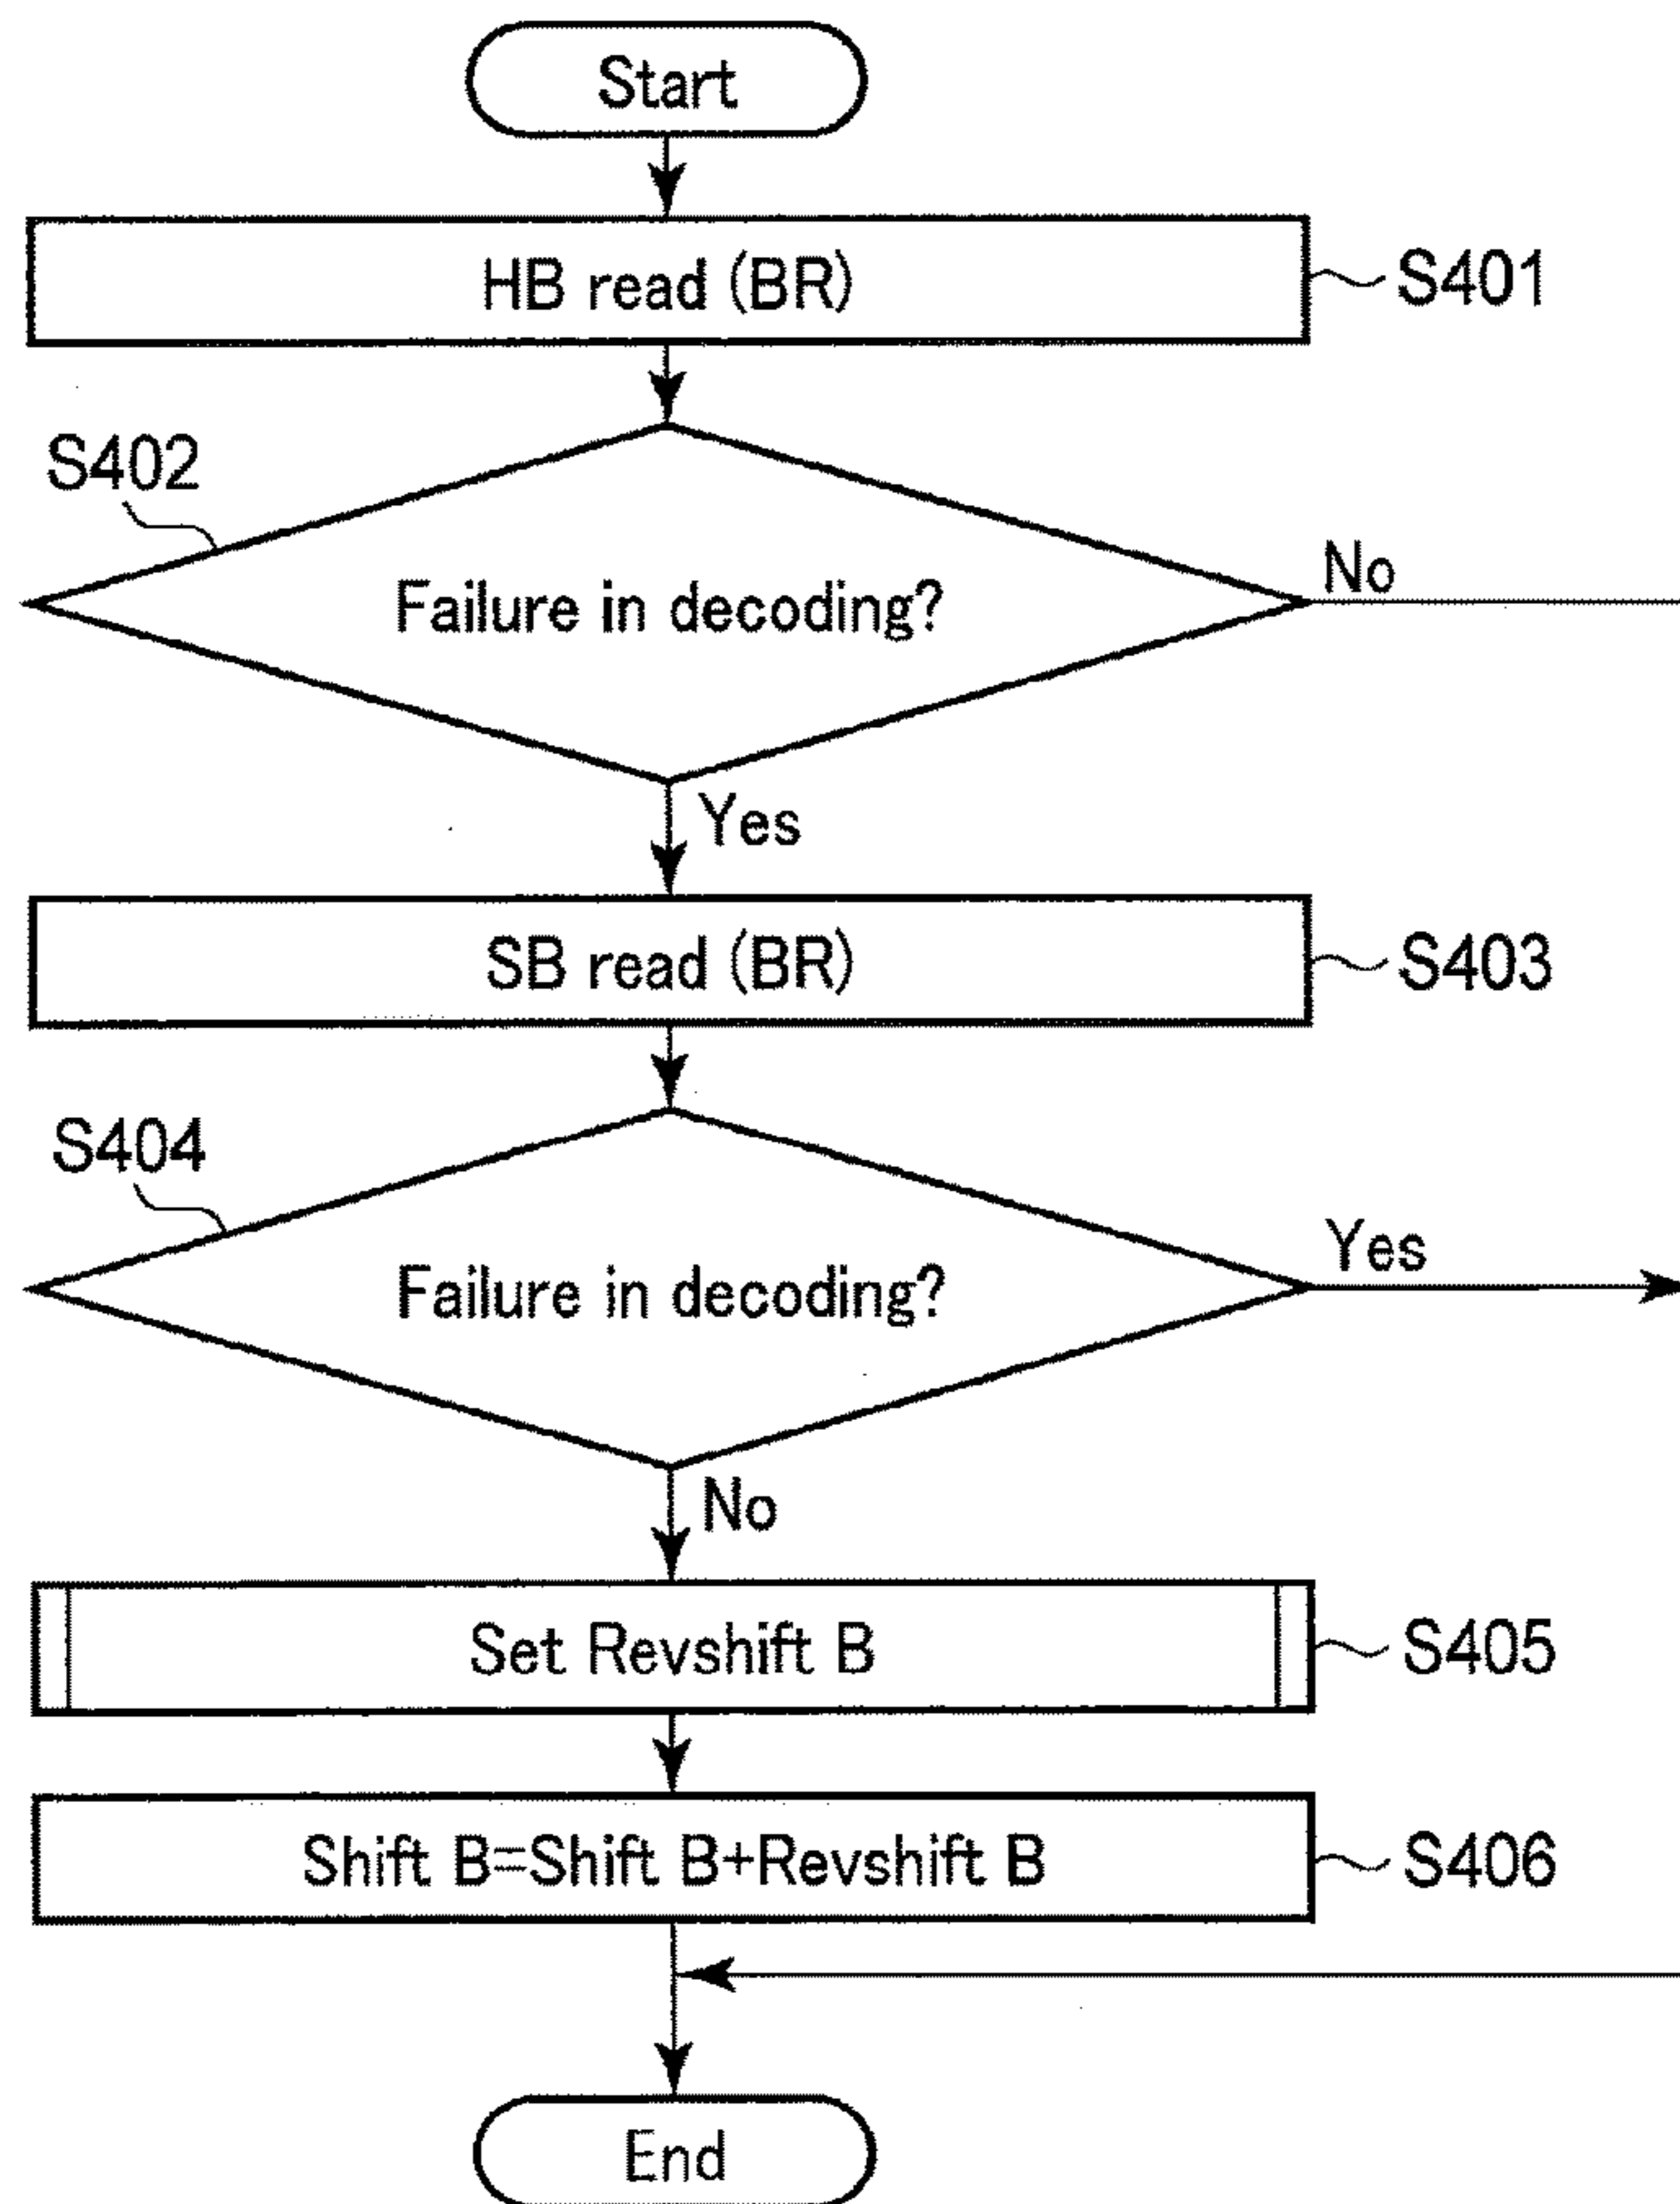 Start
HB read (BR)
S401
S402
Failure in decoding?
No
Yes
SB read (BR)
S403
S404
Failure in decoding?
Yes
No
Set Revshift B
S405
Shift B=Shift B+Revshift B
S406
End